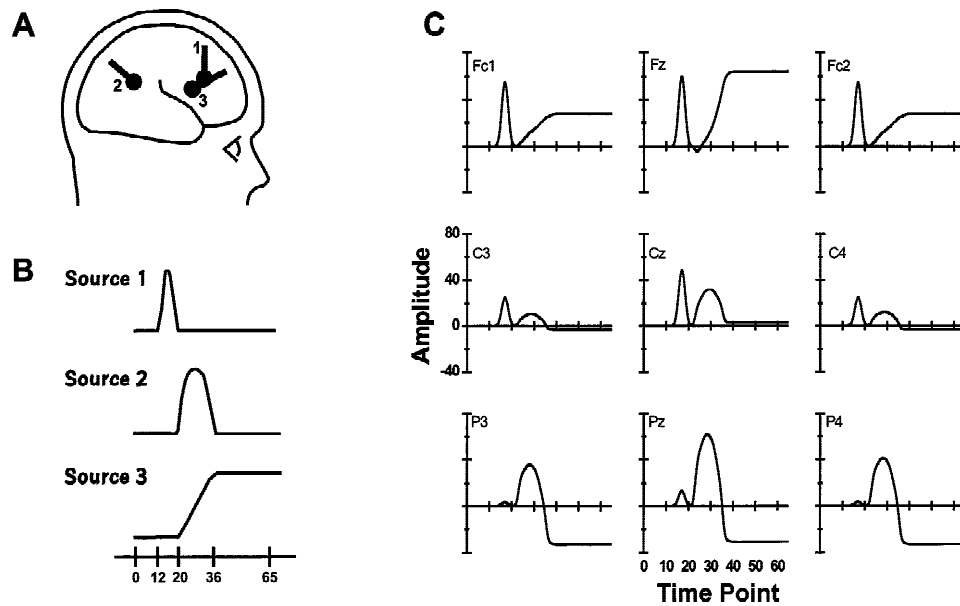 A
1
2
3
B
Source 1
Source 2
Source 3
0 12 20 36 65
C
Fc1 Fz Fc2
Amplitude
80
40
0
-40
C3 Cz C4
P3 Pz P4
0 10 20 30 40 50 60
Time Point